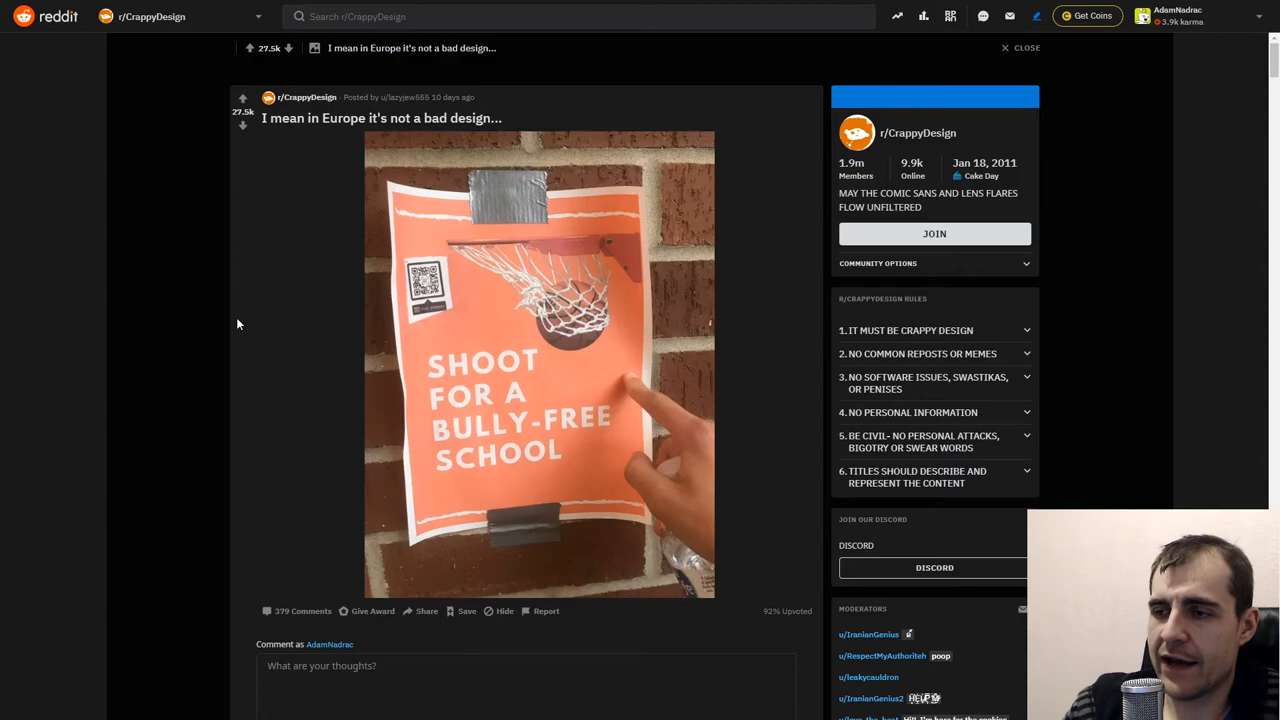 reddit
r/CrappyDesign
Search r/CrappyDesign
Get Coins
AdamNadrac
3.9k karma
27.5k
I mean in Europe it's not a bad design...
CLOSE
27.5k
r/CrappyDesign · Posted by u/lazyjew555 10 days ago
I mean in Europe it's not a bad design...
SHOOT
FOR A
BULLY-FREE
SCHOOL
379 Comments
Give Award
Share
Save
Hide
Report
92% Upvoted
Comment as AdamNadrac
What are your thoughts?
r/CrappyDesign
1.9m
Members
9.9k
Online
Jan 18, 2011
Cake Day
MAY THE COMIC SANS AND LENS FLARES
FLOW UNFILTERED
JOIN
COMMUNITY OPTIONS
R/CRAPPYDESIGN RULES
1. IT MUST BE CRAPPY DESIGN
2. NO COMMON REPOSTS OR MEMES
3. NO SOFTWARE ISSUES, SWASTIKAS,
OR PENISES
4. NO PERSONAL INFORMATION
5. BE CIVIL- NO PERSONAL ATTACKS,
BIGOTRY OR SWEAR WORDS
6. TITLES SHOULD DESCRIBE AND
REPRESENT THE CONTENT
JOIN OUR DISCORD
DISCORD
DISCORD
MODERATORS
u/IranianGenius
u/RespectMyAuthoriteh poop
u/leakycauldron
u/IranianGenius2